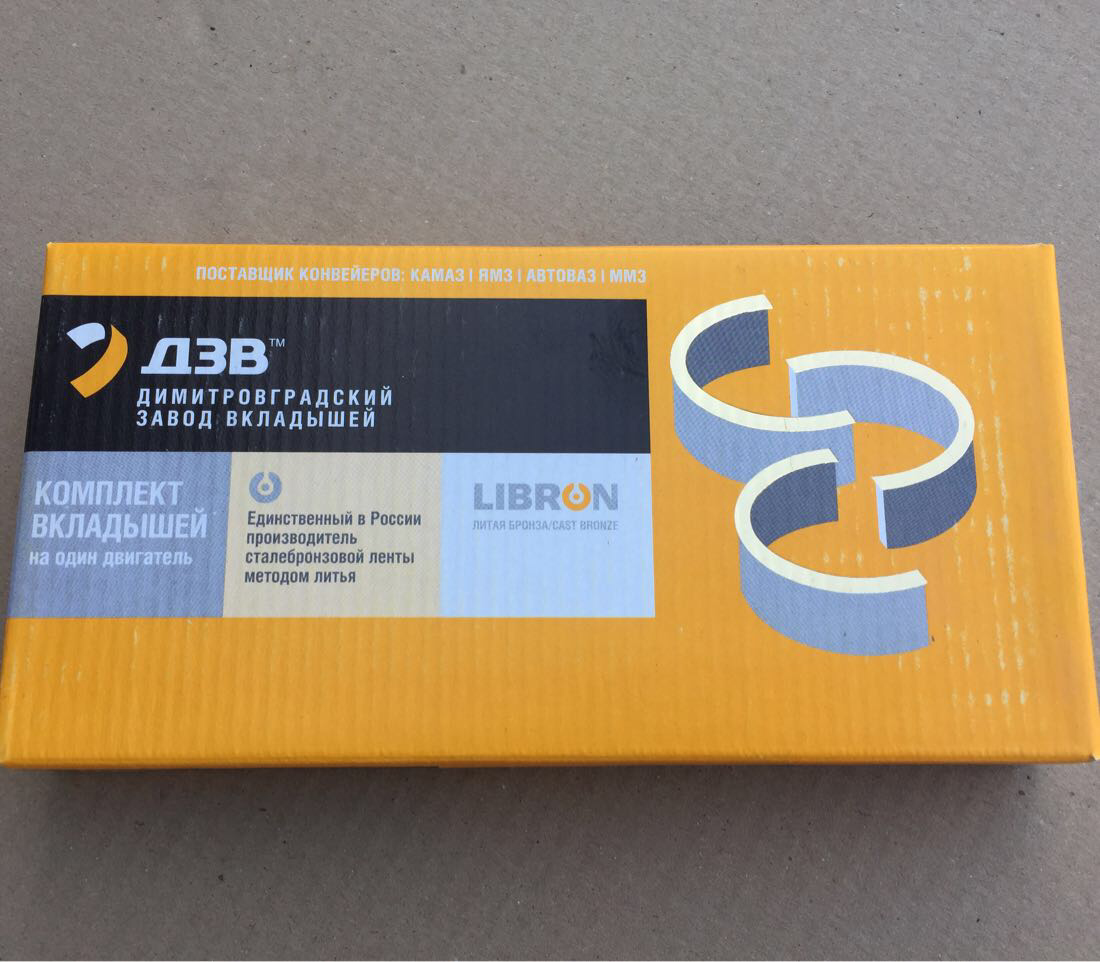 ПОСТАВЩИК КОНВЕЙЕРОВ: КАМАЗ | ЯМЗ | АВТОВАЗ | ММЗ
ДЗВ™
ДИМИТРОВГРАДСКИЙ
ЗАВОД ВКЛАДЫШЕЙ
КОМПЛЕКТ
ВКЛАДЫШЕЙ
на один двигатель
Единственный в России
производитель
сталебронзовой ленты
методом литья
LIBRON
ЛИТАЯ БРОНЗА/CAST BRONZE